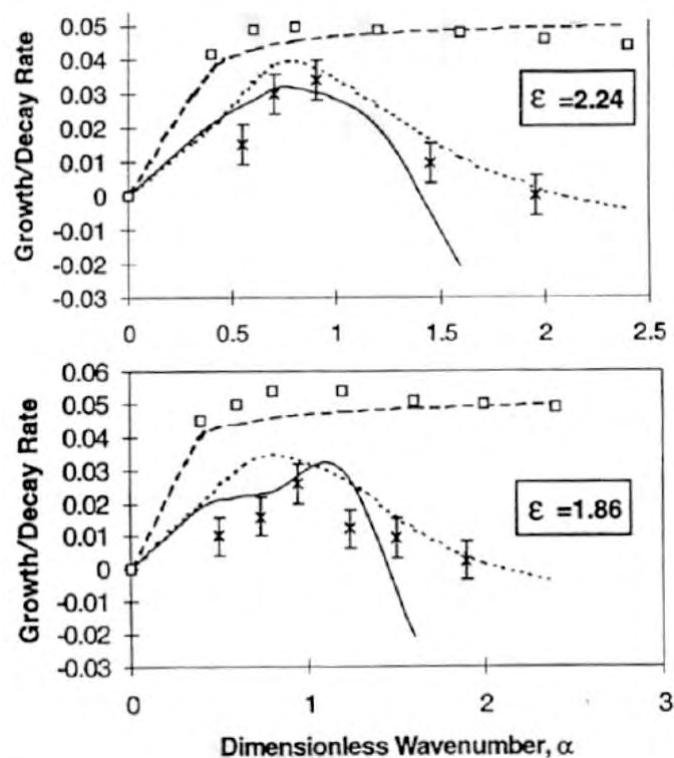 Growth/Decay Rate
0.05
0.04
0.03
0.02
0.01
0
-0.01
-0.02
-0.03
ε =2.24
0 0.5 1 1.5 2 2.5
Growth/Decay Rate
0.06
0.05
0.04
0.03
0.02
0.01
0
-0.01
-0.02
-0.03
ε =1.86
0 1 2 3
Dimensionless Wavenumber, α